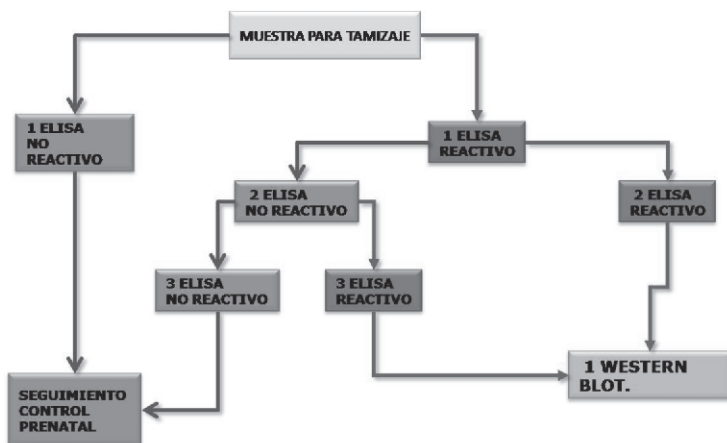 MUESTRA PARA TAMIZAJE
1 ELISA
NO
REACTIVO
1 ELISA
REACTIVO
2 ELISA
NO REACTIVO
2 ELISA
REACTIVO
3 ELISA
NO REACTIVO
3 ELISA
REACTIVO
1 WESTERN
BLOT.
SEGUIMIENTO
CONTROL
PRENATAL